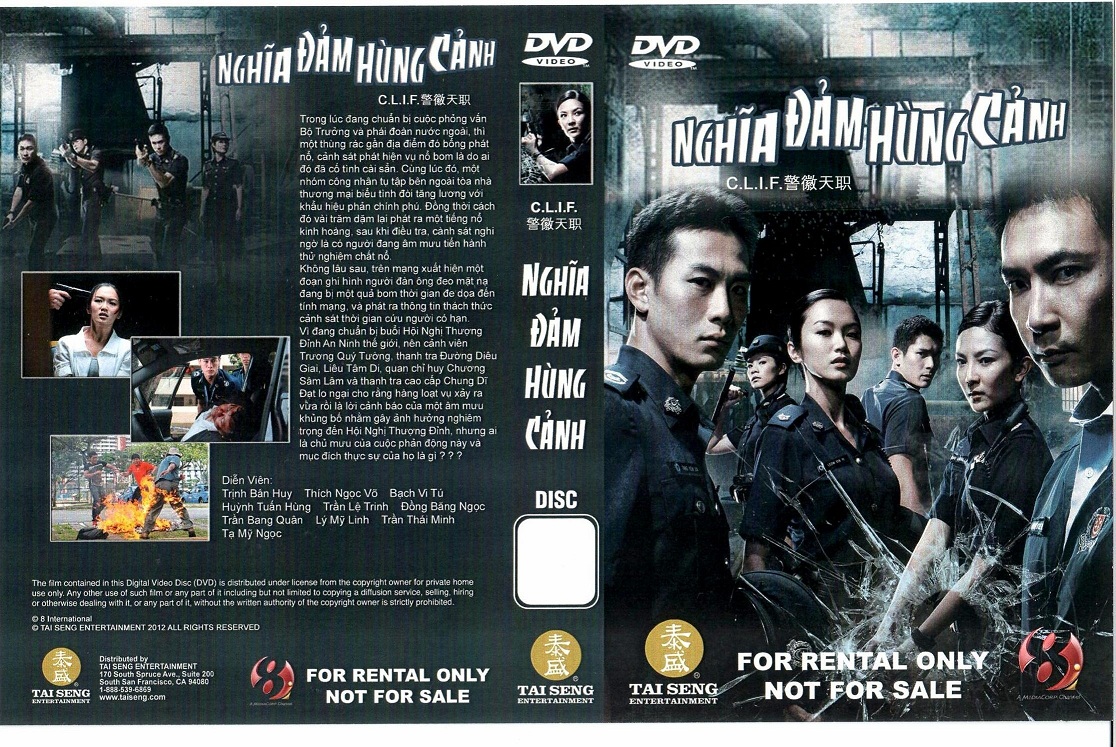 NGHĨA ĐẢM HÙNG CẢNH
C.L.I.F.警徽天职
Trong lúc đang chuẩn bị cuộc phỏng vấn
Bộ Trưởng và phái đoàn nước ngoài, thì
một thùng rác gần địa điểm đó bỗng phát
nổ, cảnh sát phát hiện vụ nổ bom là do ai
đó đã cố tình cài sẵn. Cùng lúc đó, một
nhóm công nhân tụ tập bên ngoài tòa nhà
thương mại biểu tình đòi tăng lương với
khẩu hiêu phản chính phủ. Đồng thời cách
đó vài trăm dặm lại phát ra một tiếng nổ
kinh hoàng, sau khi điều tra, cảnh sát nghi
ngờ là có người đang âm mưu tiến hành
thử nghiệm chất nổ.
Không lâu sau, trên mạng xuất hiện một
đoạn ghi hình người đàn ông đeo mặt nạ
đang bị một quả bom thời gian đe dọa đến
tính mạng, và phát ra thông tin thách thức
cảnh sát thời gian cứu người có hạn.
Vì đang chuẩn bị buổi Hội Nghị Thượng
Đỉnh An Ninh thế giới, nên cảnh viên
Trương Quý Tường, thanh tra Đường Diêu
Giai, Liêu Tâm Di, quan chỉ huy Chương
Sâm Lâm và thanh tra cao cấp Chung Dĩ
Đạt lo ngại cho rằng hàng loạt vụ xảy ra
vừa rồi là lời cảnh báo của một âm mưu
khủng bố nhằm gây ảnh hưởng nghiêm
trọng đến Hội Nghị Thượng Đỉnh, nhưng ai
là chủ mưu của cuộc phản động này và
mục đích thực sự của họ là gì ? ? ?
Diễn Viên:
Trịnh Bân Huy Thích Ngọc Võ Bạch Vi Tú
Huỳnh Tuấn Hùng Trần Lệ Trinh Đồng Băng Ngọc
Trần Bang Quân Lý Mỹ Linh Trần Thái Minh
Tạ Mỹ Ngọc
The film contained in this Digital Video Disc (DVD) is distributed under license from the copyright owner for private home
use only. Any other use of such film or any part of it including but not limited to copying a diffusion service, selling, hiring
or otherwise dealing with it, or any part of it, without the written authority of the copyright owner is strictly prohibited.
© 8 International
© TAI SENG ENTERTAINMENT 2012 ALL RIGHTS RESERVED
泰盛
TAI SENG
ENTERTAINMENT
Distributed by
TAI SENG ENTERTAINMENT
170 South Spruce Ave., Suite 200
South San Francisco, CA 94080
1-888-539-6869
www.taiseng.com
8
A MEDIACORP Channel
FOR RENTAL ONLY
NOT FOR SALE
DVD
VIDEO
C.L.I.F.
警徽天职
NGHĨA
ĐẢM
HÙNG
CẢNH
DISC
泰盛
TAI SENG
ENTERTAINMENT
DVD
VIDEO
NGHĨA ĐẢM HÙNG CẢNH
C.L.I.F.警徽天职
泰盛
TAI SENG
ENTERTAINMENT
FOR RENTAL ONLY
NOT FOR SALE
8
A MEDIACORP Channel